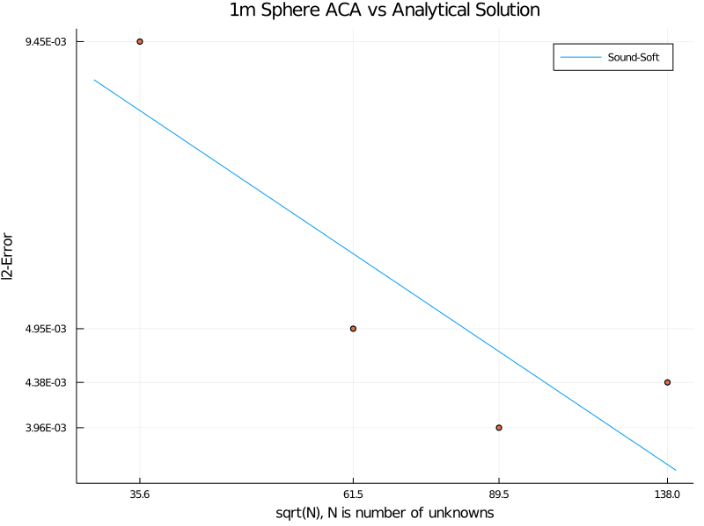 1m Sphere ACA vs Analytical Solution
9.45E-03
Sound-Soft
l2-Error
4.95E-03
4.38E-03
3.96E-03
35.6 61.5 89.5 138.0
sqrt(N), N is number of unknowns